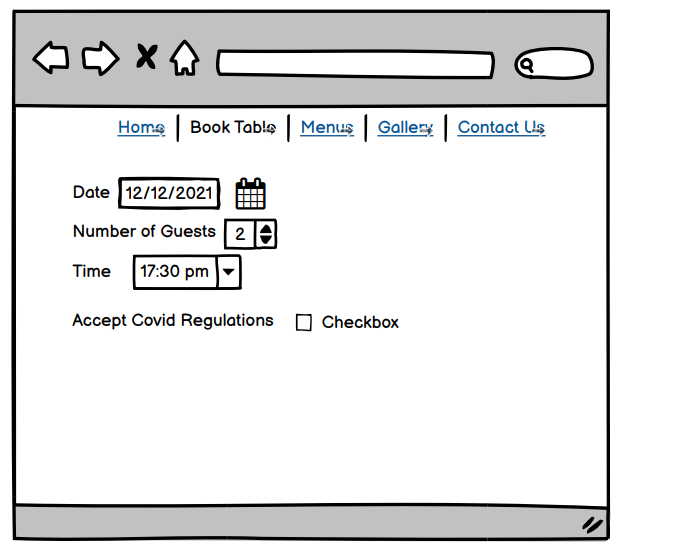 Home | Book Table | Menus | Gallery | Contact Us
Date 12/12/2021
Number of Guests 2
Time 17:30 pm
Accept Covid Regulations Checkbox